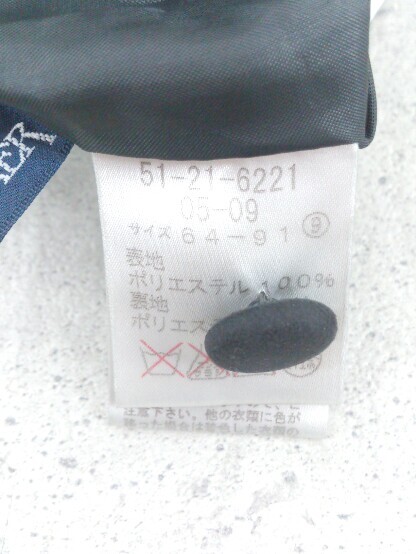 51-21-6221
05-09
サイズ 64-91 ⑨
表地
ポリエステル 100%
裏地
ポリエス
注意下さい。他の衣類に色が